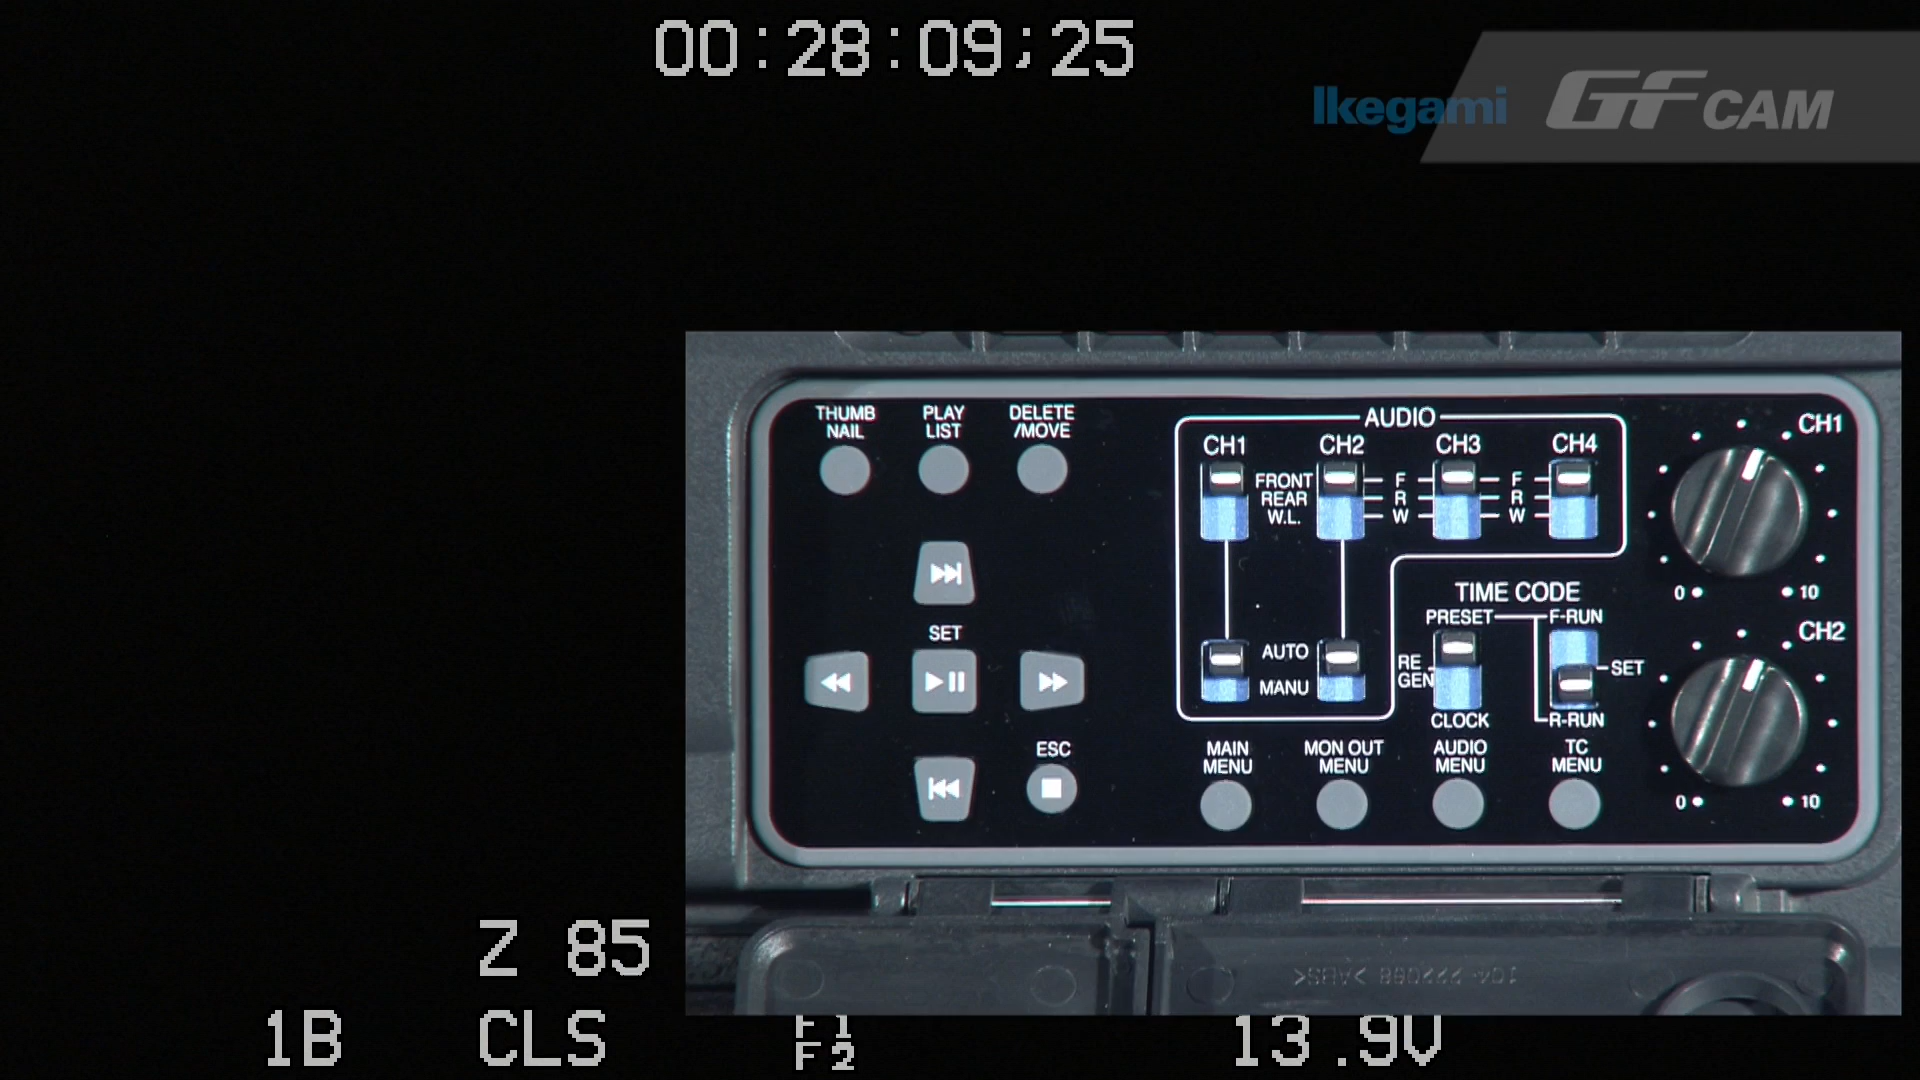 00:28:09;25
Ikegami GF CAM
THUMB NAIL
PLAY LIST
DELETE /MOVE
AUDIO
CH1 CH2 CH3 CH4
FRONT F F
REAR R R
W.L. W W
AUTO
MANU
CH1
0 10
TIME CODE
PRESET F-RUN
RE GEN
SET
CLOCK R-RUN
CH2
0 10
SET
ESC
MAIN MENU
MON OUT MENU
AUDIO MENU
TC MENU
Z 85
1B CLS F1 13.9V
F2